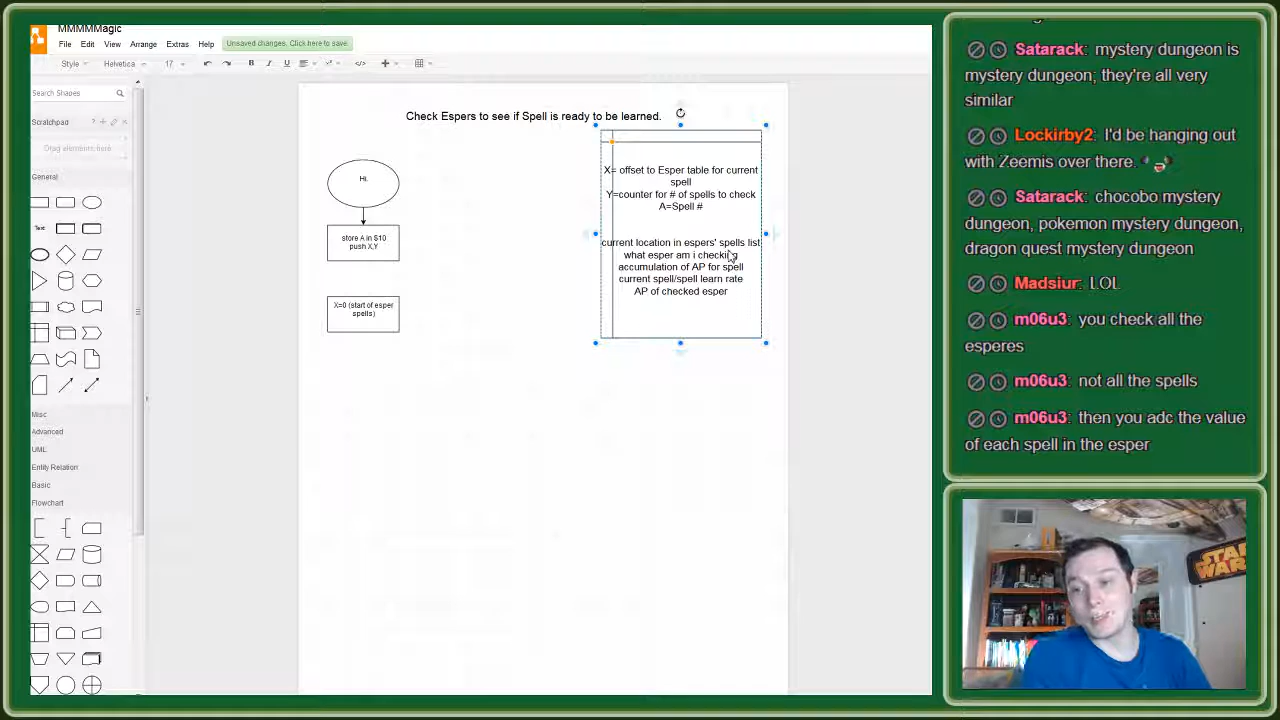 MMMMMagic
File Edit View Arrange Extras Help Unsaved changes. Click here to save.
Style Helvetica 17 B I U
Search Shapes
Scratchpad
Drag elements here
General
Text
Misc
Advanced
UML
Entity Relation
Basic
Flowchart
Check Espers to see if Spell is ready to be learned.
Hi.
store A in $10
push X,Y
X=0 (start of esper
spells)
X= offset to Esper table for current
spell
Y=counter for # of spells to check
A=Spell #
current location in espers' spells list
what esper am i checking
accumulation of AP for spell
current spell/spell learn rate
AP of checked esper
Satarack: mystery dungeon is
mystery dungeon; they're all very
similar
Lockirby2: I'd be hanging out
with Zeemis over there.
Satarack: chocobo mystery
dungeon, pokemon mystery dungeon,
dragon quest mystery dungeon
Madsiur: LOL
m06u3: you check all the
esperes
m06u3: not all the spells
m06u3: then you adc the value
of each spell in the esper
STAR
WARS